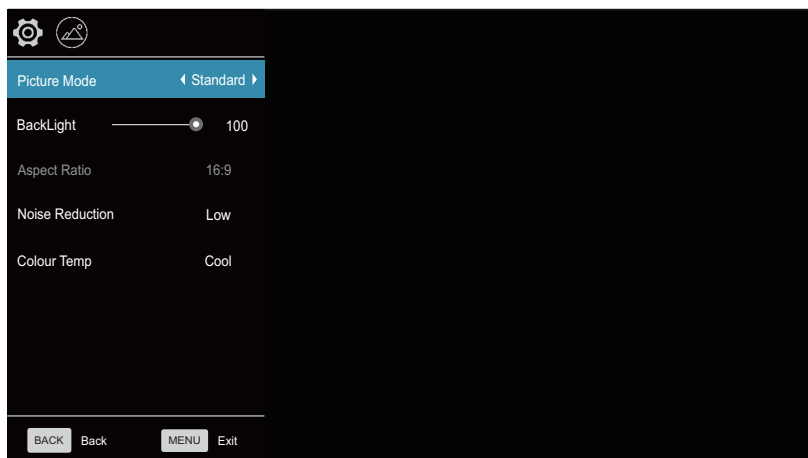 Picture Mode Standard
BackLight 100
Aspect Ratio 16:9
Noise Reduction Low
Colour Temp Cool
BACK Back MENU Exit